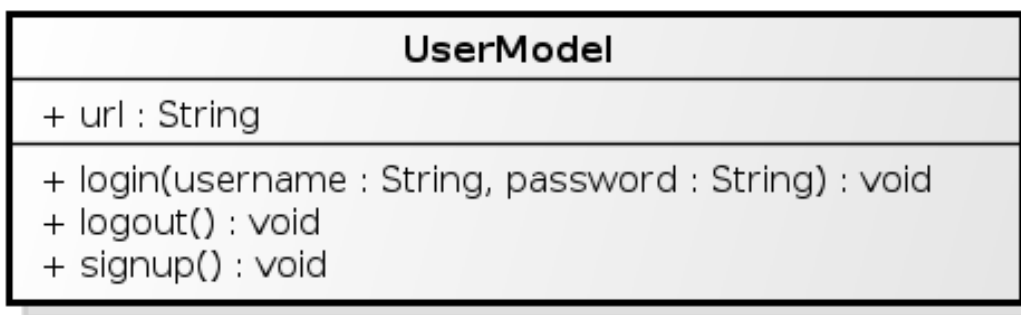 UserModel
+ url : String
+ login(username : String, password : String) : void
+ logout() : void
+ signup() : void